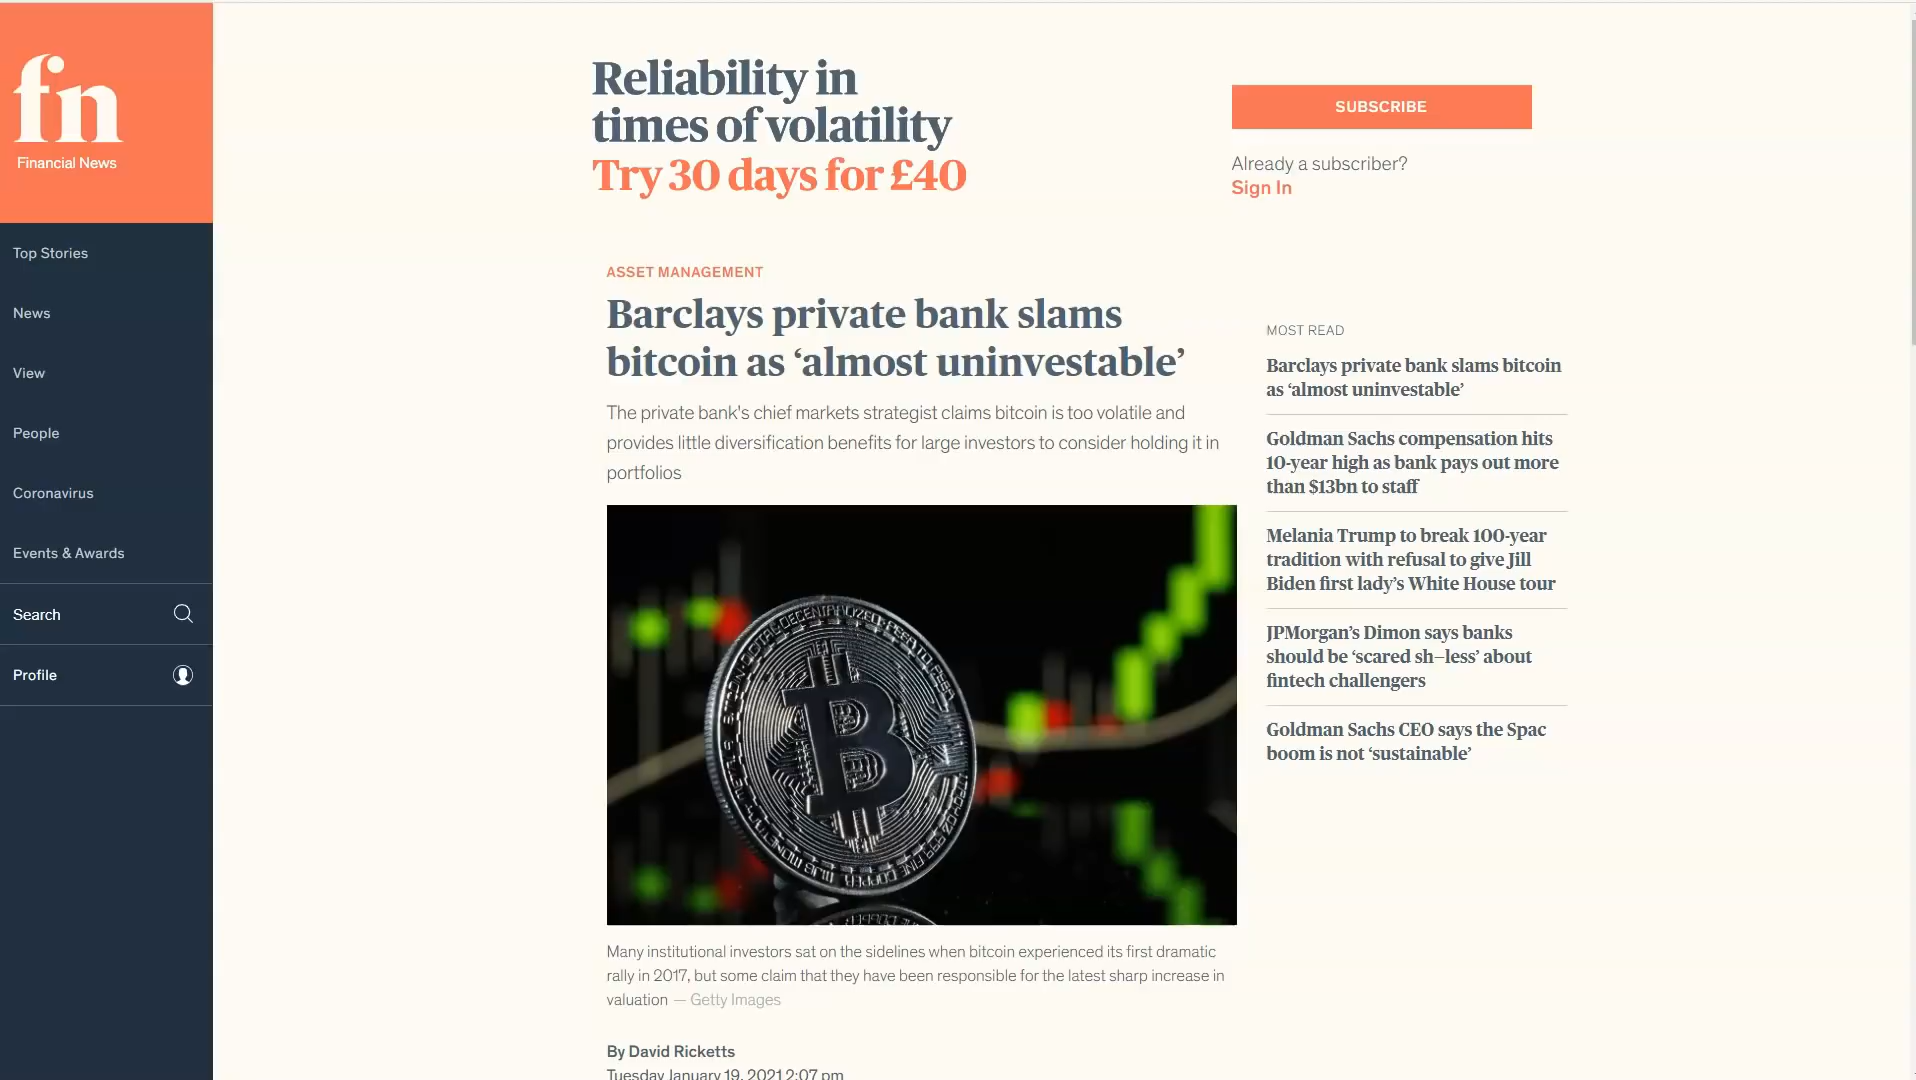 fn
Financial News
Top Stories
News
View
People
Coronavirus
Events & Awards
Search
Profile
Reliability in
times of volatility
Try 30 days for £40
SUBSCRIBE
Already a subscriber?
Sign In
ASSET MANAGEMENT
Barclays private bank slams
bitcoin as ‘almost uninvestable’
The private bank's chief markets strategist claims bitcoin is too volatile and
provides little diversification benefits for large investors to consider holding it in
portfolios
Many institutional investors sat on the sidelines when bitcoin experienced its first dramatic
rally in 2017, but some claim that they have been responsible for the latest sharp increase in
valuation — Getty Images
By David Ricketts
Tuesday January 19, 2021 2:07 pm
MOST READ
Barclays private bank slams bitcoin
as ‘almost uninvestable’
Goldman Sachs compensation hits
10-year high as bank pays out more
than $13bn to staff
Melania Trump to break 100-year
tradition with refusal to give Jill
Biden first lady’s White House tour
JPMorgan’s Dimon says banks
should be ‘scared sh–less’ about
fintech challengers
Goldman Sachs CEO says the Spac
boom is not ‘sustainable’